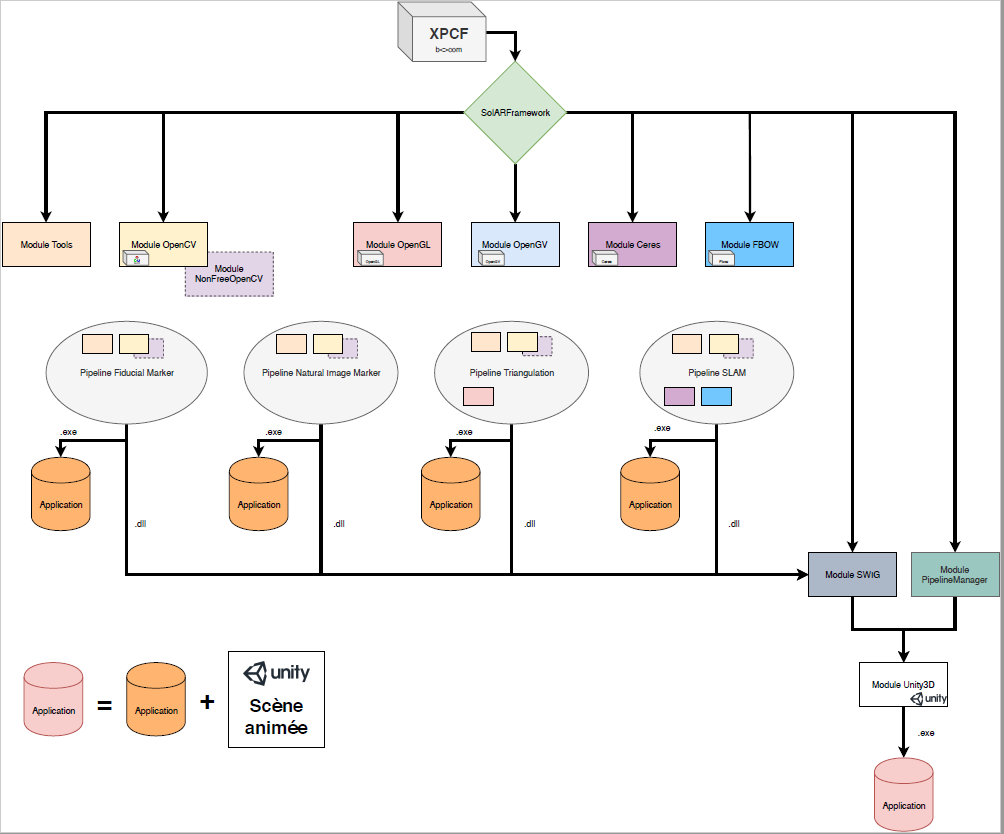 XPCF
b<>com
SolARFramework
Module Tools
Module OpenCV
Module
NonFreeOpenCV
Module OpenGL
OpenGL
Module OpenGV
OpenGV
Module Ceres
Ceres
Module FBOW
Fbow
Pipeline Fiducial Marker
Pipeline Natural Image Marker
Pipeline Triangulation
Pipeline SLAM
.exe
.exe
.exe
.exe
Application
Application
Application
Application
.dll
.dll
.dll
.dll
Module SWIG
Module
PipelineManager
Module Unity3D
unity
.exe
Application
Application
=
Application
+
unity
Scène
animée